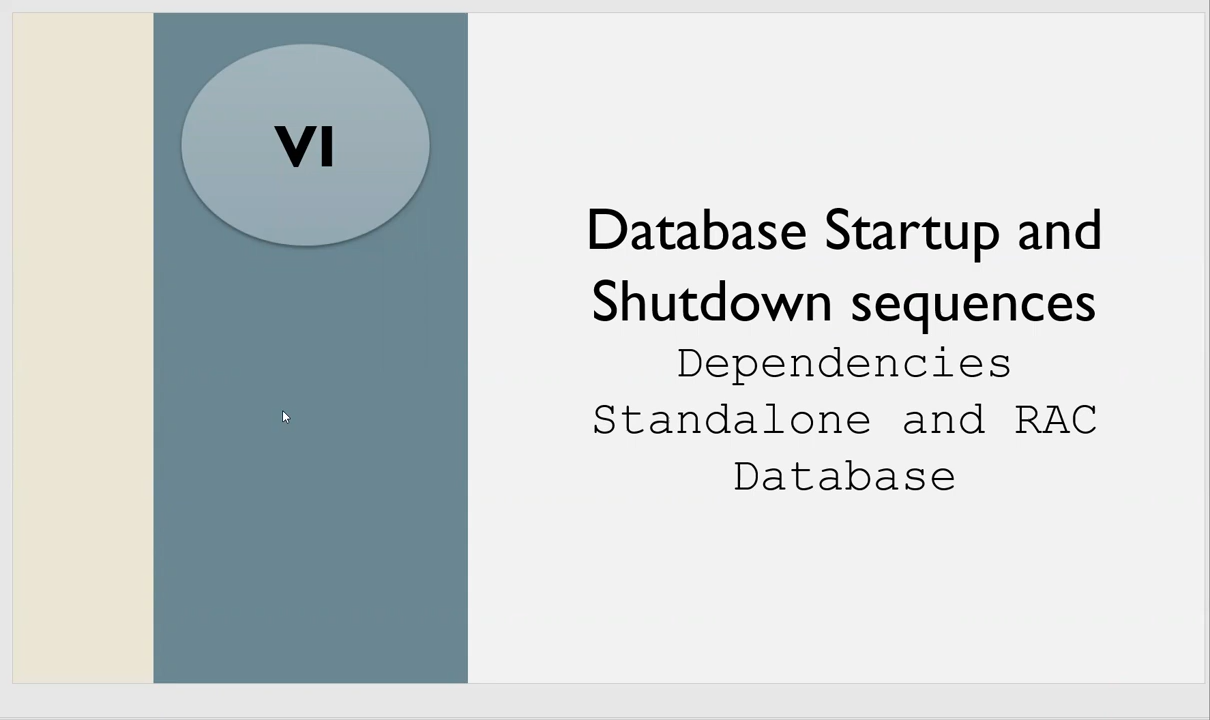 VI
Database Startup and
Shutdown sequences
Dependencies
Standalone and RAC
Database